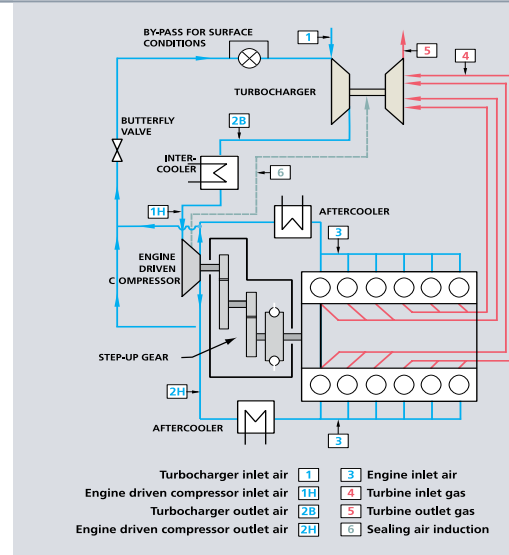 BY-PASS FOR SURFACE
CONDITIONS
1
5
4
TURBOCHARGER
BUTTERFLY
VALVE
2B
INTER-
COOLER
6
1H
AFTERCOOLER
3
ENGINE
DRIVEN
COMPRESSOR
STEP-UP GEAR
2H
AFTERCOOLER
3
Turbocharger inlet air 1 3 Engine inlet air
Engine driven compressor inlet air 1H 4 Turbine inlet gas
Turbocharger outlet air 2B 5 Turbine outlet gas
Engine driven compressor outlet air 2H 6 Sealing air induction